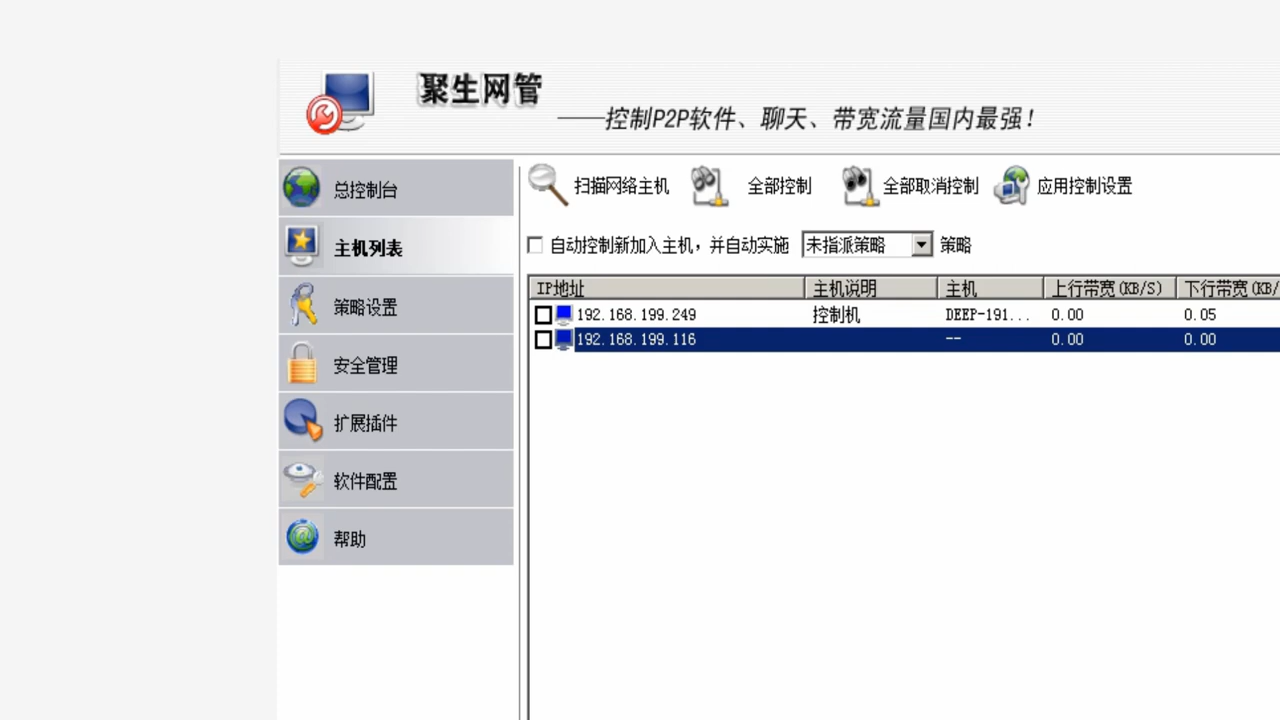 聚生网管
——控制P2P软件、聊天、带宽流量国内最强！
总控制台
主机列表
策略设置
安全管理
扩展插件
软件配置
帮助
扫描网络主机 全部控制 全部取消控制 应用控制设置
自动控制新加入主机，并自动实施 未指派策略 策略
IP地址 主机说明 主机 上行带宽(KB/S) 下行带宽(KB/
192.168.199.249 控制机 DEEP-191... 0.00 0.05
192.168.199.116 -- 0.00 0.00